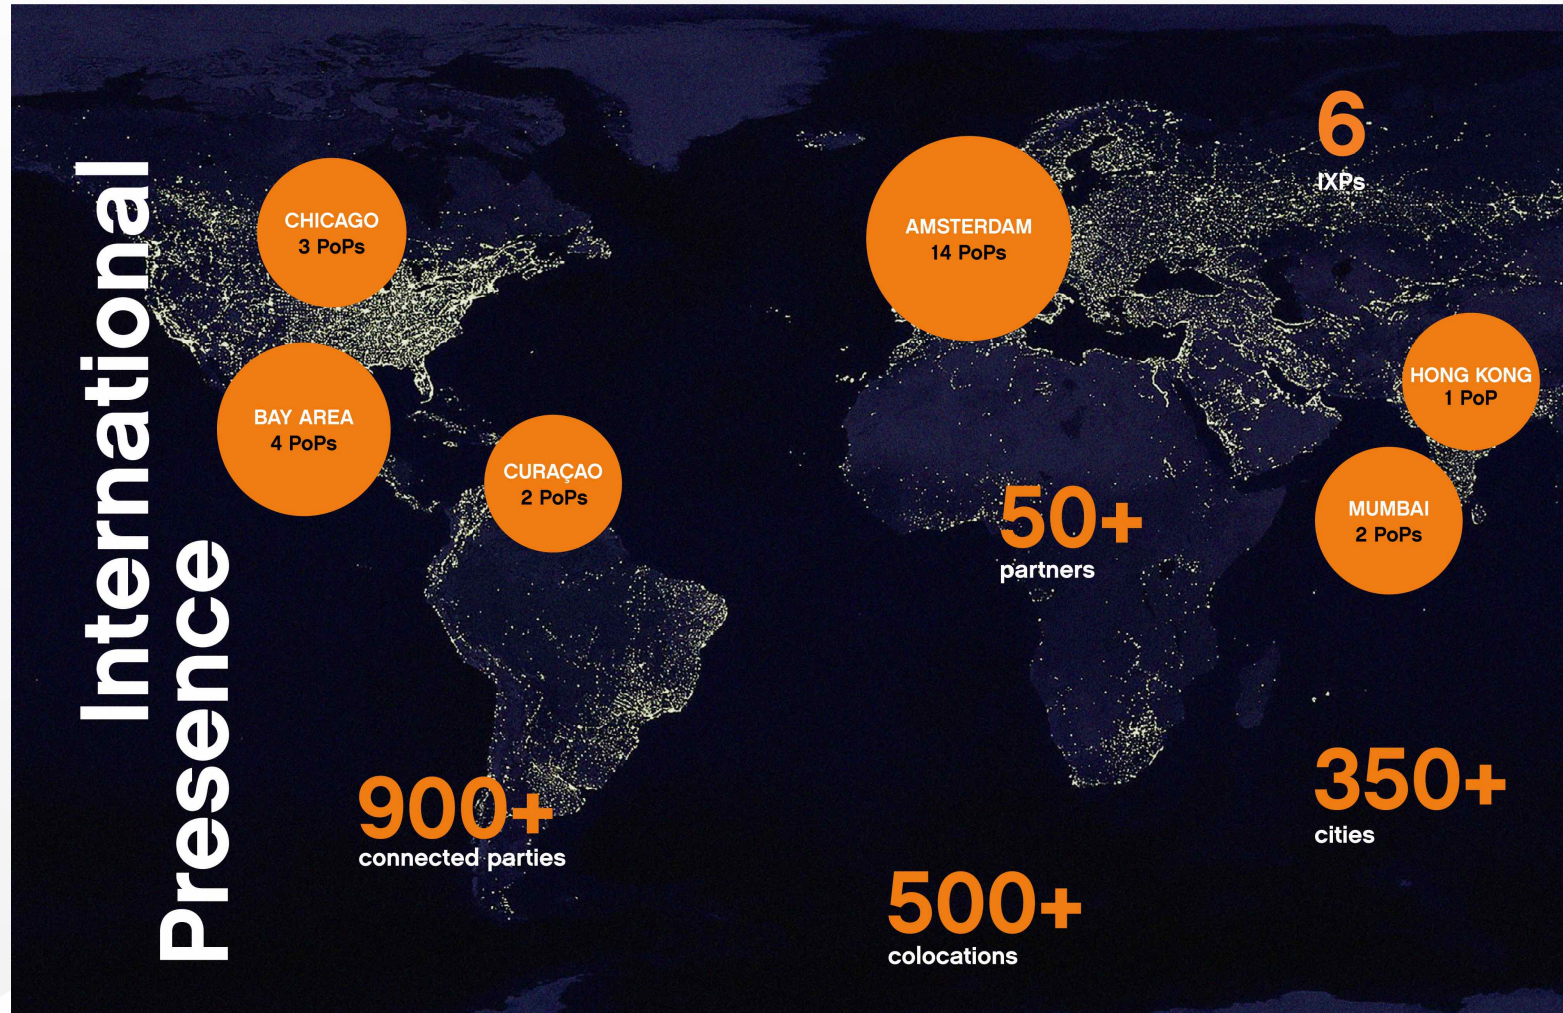 International
Presence
CHICAGO
3 PoPs
BAY AREA
4 PoPs
CURAÇAO
2 PoPs
AMSTERDAM
14 PoPs
6
IXPs
HONG KONG
1 PoP
MUMBAI
2 PoPs
50+
partners
900+
connected parties
350+
cities
500+
colocations